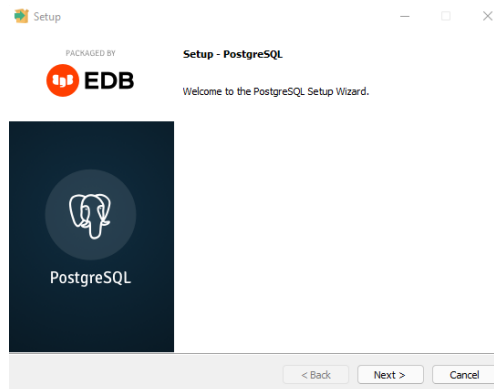 Setup
PACKAGED BY
EDB
Setup - PostgreSQL
Welcome to the PostgreSQL Setup Wizard.
PostgreSQL
< Back
Next >
Cancel